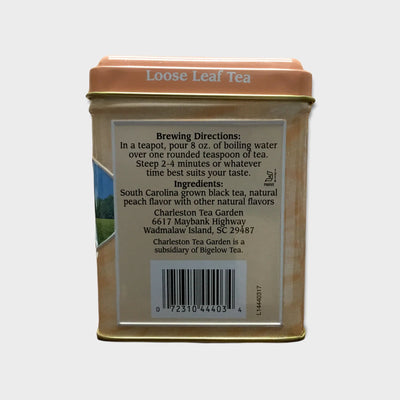 Loose Leaf Tea
Brewing Directions:
In a teapot, pour 8 oz. of boiling water
over one rounded teaspoon of tea.
Steep 2-4 minutes or whatever
time best suits your taste.
Ingredients:
South Carolina grown black tea, natural
peach flavor with other natural flavors
Charleston Tea Garden
6617 Maybank Highway
Wadmalaw Island, SC 29487
Charleston Tea Garden is a
subsidiary of Bigelow Tea.
0 72310 44403 4
L14440317